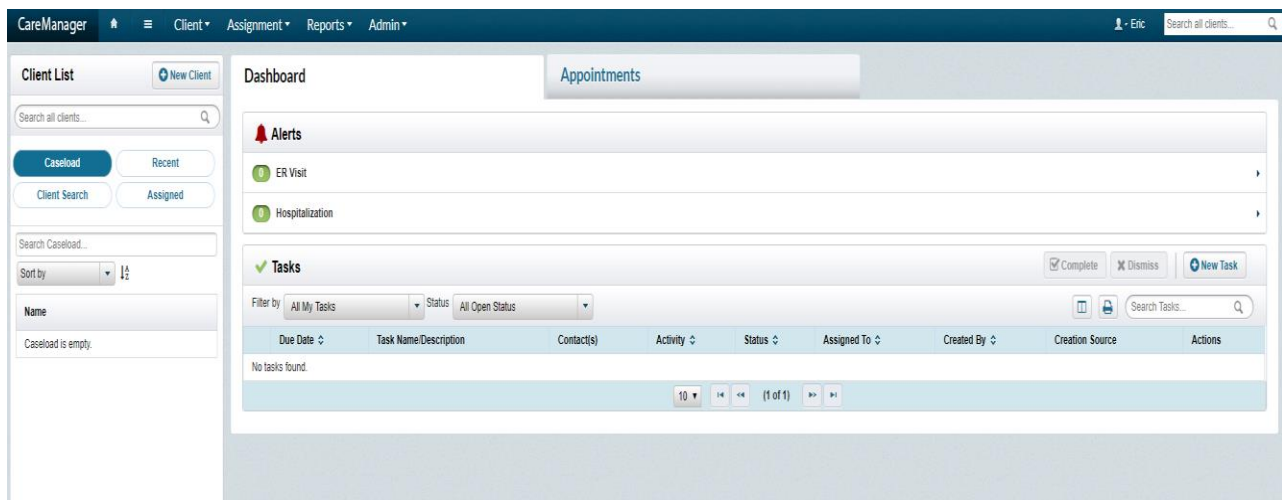 CareManager Client Assignment Reports Admin - Eric Search all clients...
Client List New Client
Search all clients...
Caseload Recent
Client Search Assigned
Search Caseload...
Sort by
Name
Caseload is empty.
Dashboard Appointments
Alerts
0 ER Visit
0 Hospitalization
Tasks Complete Dismiss New Task
Filter by All My Tasks Status All Open Status Search Tasks...
Due Date Task Name/Description Contact(s) Activity Status Assigned To Created By Creation Source Actions
No tasks found.
10 (1 of 1)